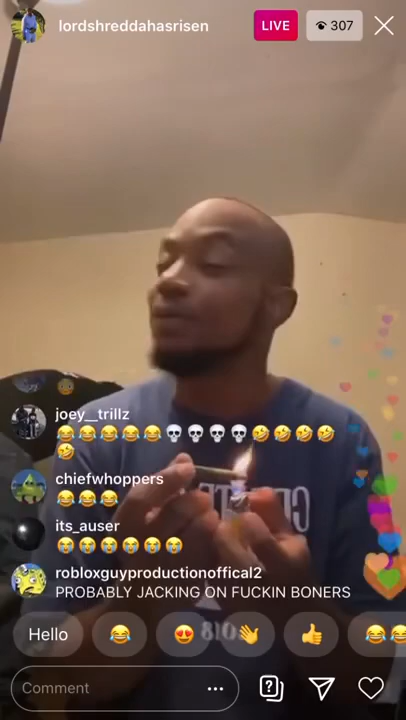 lordshreddahasrisen
LIVE
307
joey__trillz
😂😂😂😂😂💀💀💀💀🤣🤣🤣🤣
🤣
chiefwhoppers
😂😂😂
its_auser
😭😭😭😭😭😭
robloxguyproductionoffical2
PROBABLY JACKING ON FUCKIN BONERS
Hello 😂 😍 👋 👍 😂😂
Comment